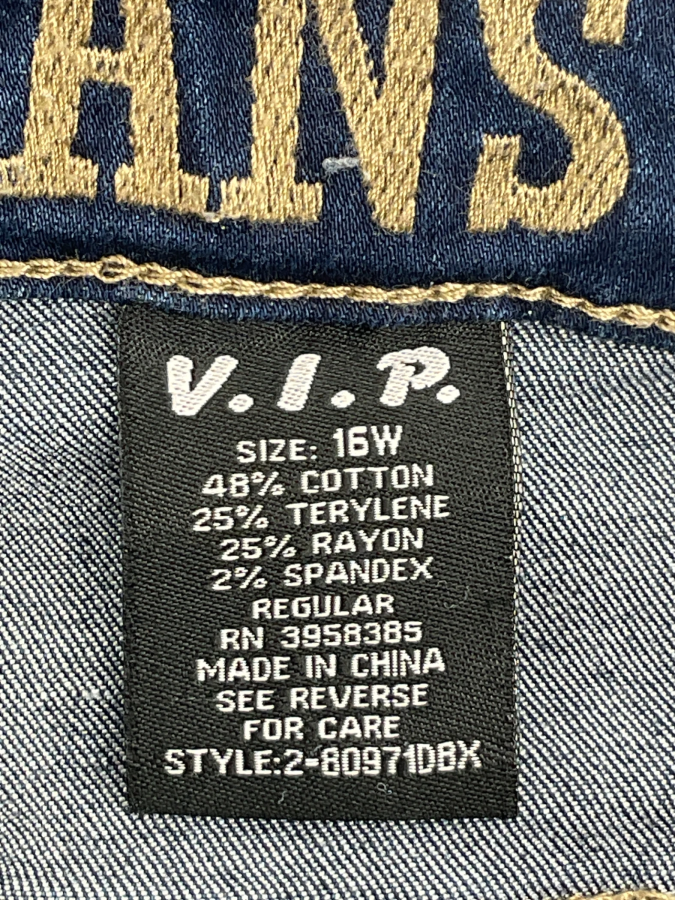 ANS
V.I.P.
SIZE: 16W
48% COTTON
25% TERYLENE
25% RAYON
2% SPANDEX
REGULAR
RN 3958385
MADE IN CHINA
SEE REVERSE
FOR CARE
STYLE:2-80971DBX